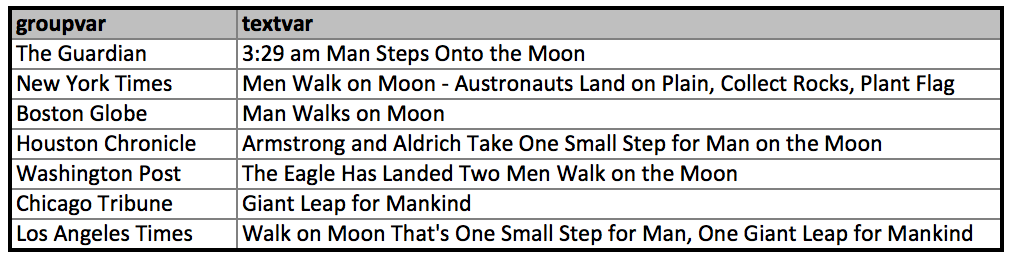 groupvar textvar
The Guardian 3:29 am Man Steps Onto the Moon
New York Times Men Walk on Moon - Austronauts Land on Plain, Collect Rocks, Plant Flag
Boston Globe Man Walks on Moon
Houston Chronicle Armstrong and Aldrich Take One Small Step for Man on the Moon
Washington Post The Eagle Has Landed Two Men Walk on the Moon
Chicago Tribune Giant Leap for Mankind
Los Angeles Times Walk on Moon That's One Small Step for Man, One Giant Leap for Mankind